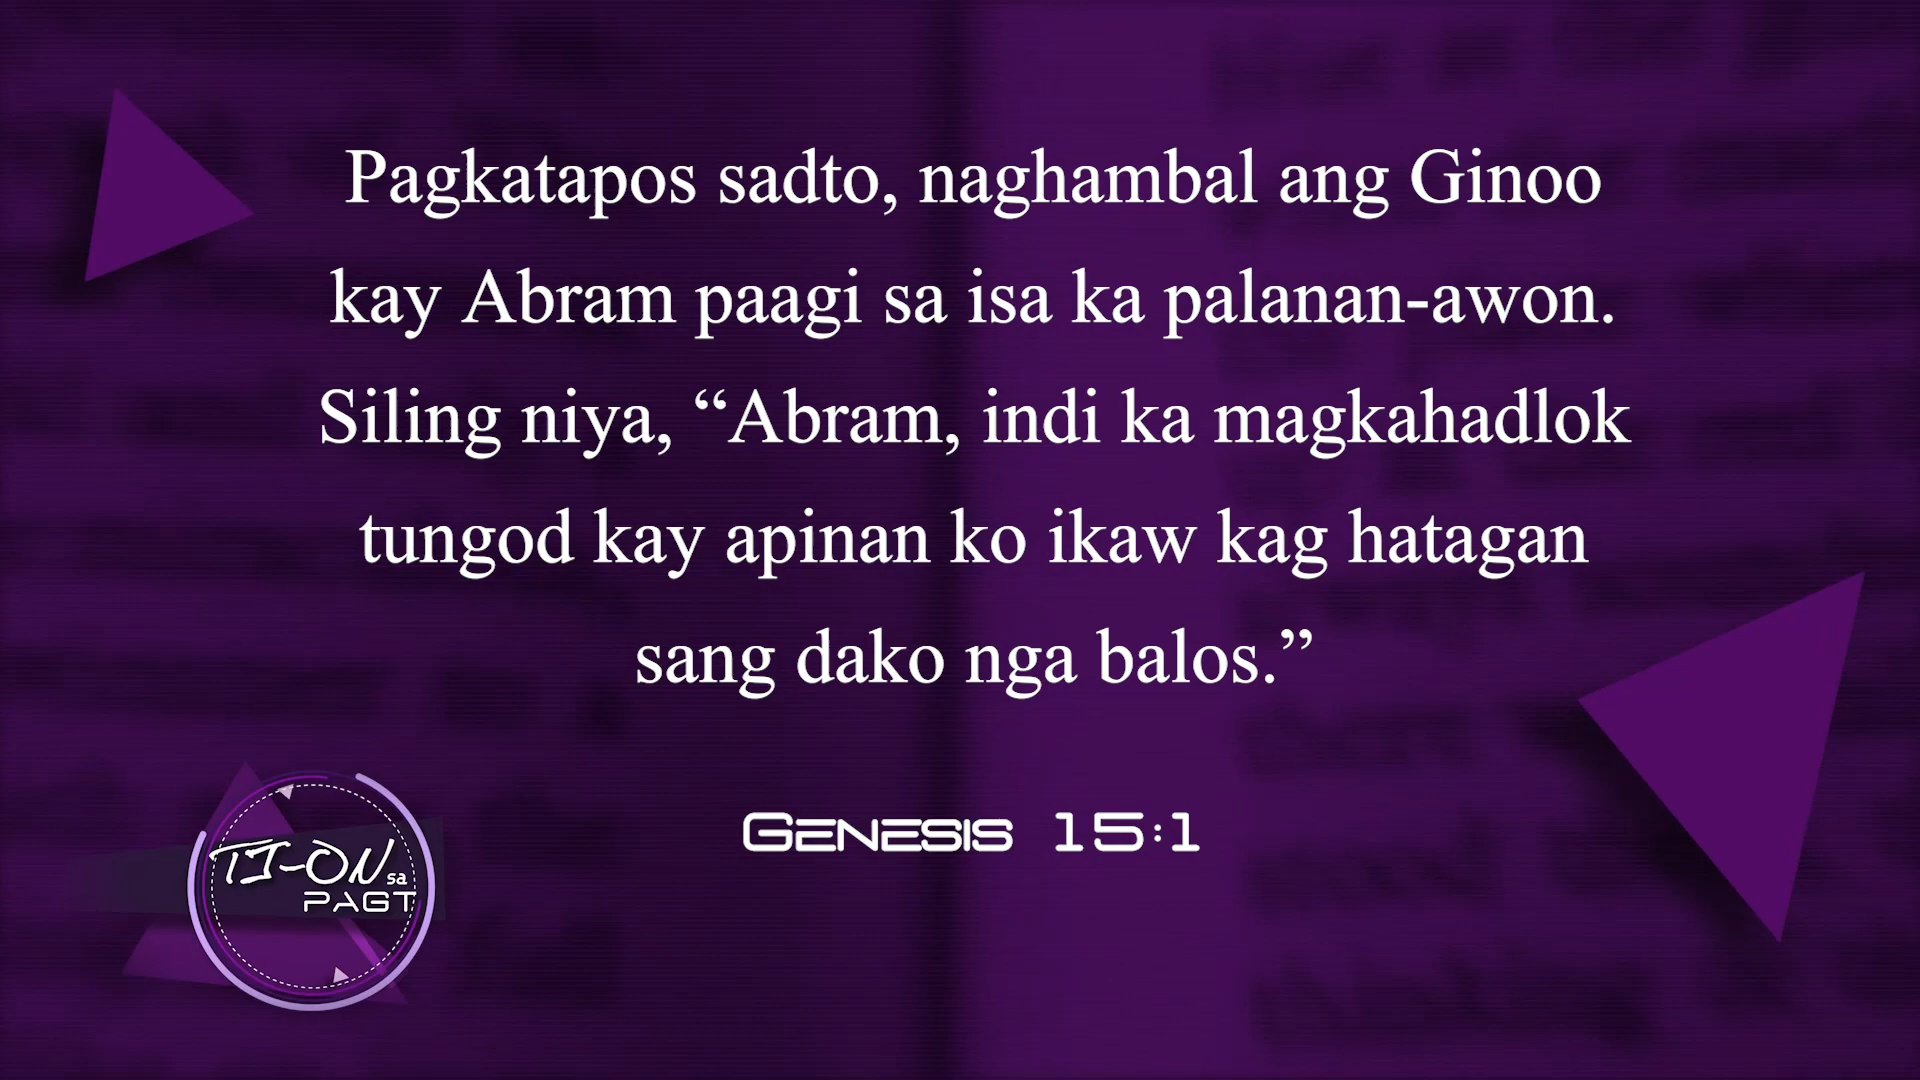 Pagkatapos sadto, naghambal ang Ginoo
kay Abram paagi sa isa ka palanan-awon.
Siling niya, “Abram, indi ka magkahadlok
tungod kay apinan ko ikaw kag hatagan
sang dako nga balos.”
Genesis 15:1
TI-ON sa
PAGT